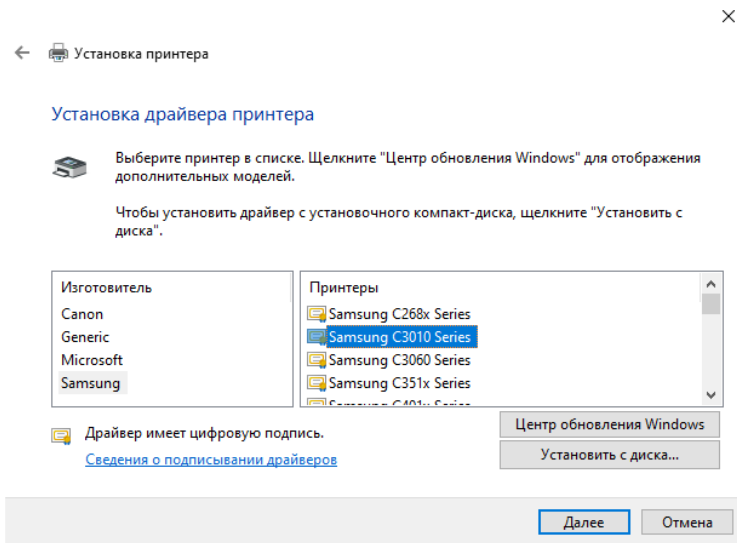 Установка принтера
Установка драйвера принтера
Выберите принтер в списке. Щелкните "Центр обновления Windows" для отображения
дополнительных моделей.
Чтобы установить драйвер с установочного компакт-диска, щелкните "Установить с
диска".
Изготовитель
Canon
Generic
Microsoft
Samsung
Принтеры
Samsung C268x Series
Samsung C3010 Series
Samsung C3060 Series
Samsung C351x Series
Samsung C401x Series
Драйвер имеет цифровую подпись.
Сведения о подписывании драйверов
Центр обновления Windows
Установить с диска...
Далее
Отмена